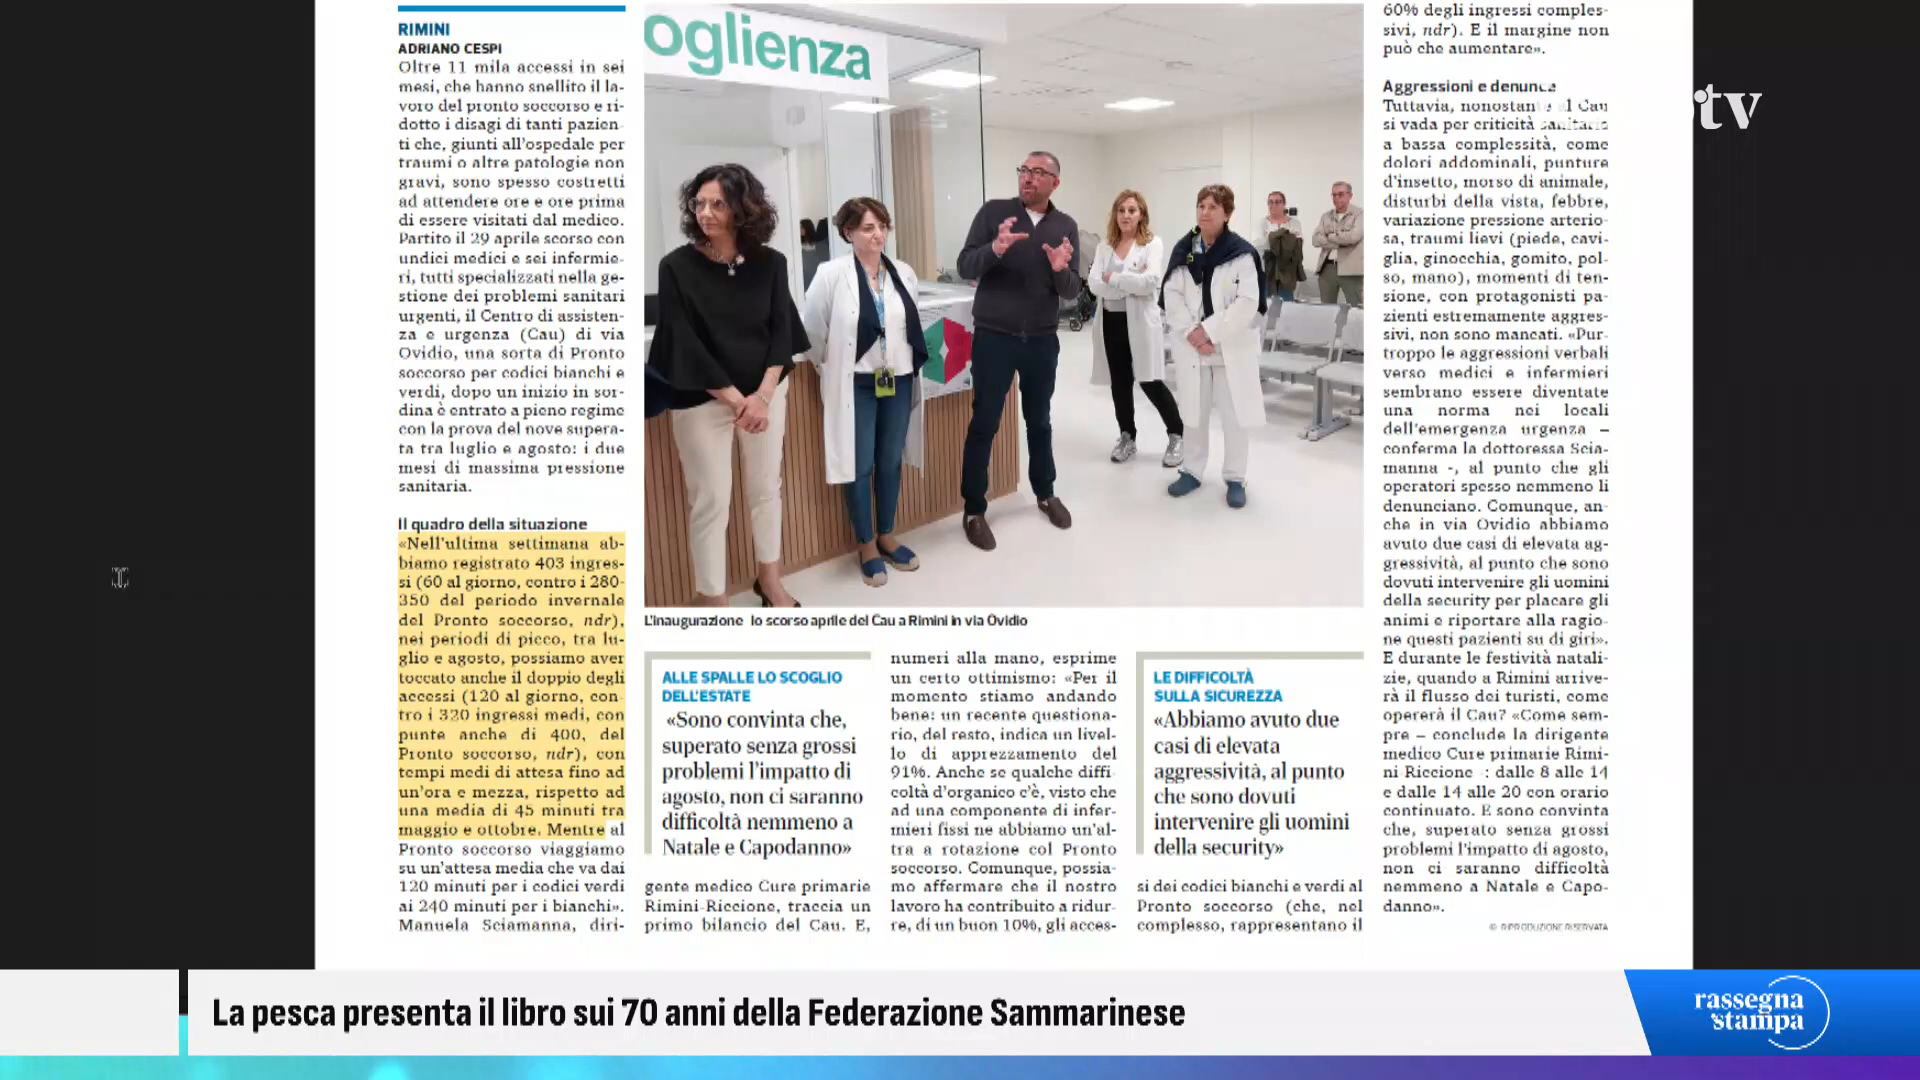 RIMINI
ADRIANO CESPI
Oltre 11 mila accessi in sei
mesi, che hanno snellito il la-
voro del pronto soccorso e ri-
dotto i disagi di tanti pazien-
ti che, giunti all'ospedale per
traumi o altre patologie non
gravi, sono spesso costretti
ad attendere ore e ore prima
di essere visitati dal medico.
Partito il 29 aprile scorso con
undici medici e sei infermie-
ri, tutti specializzati nella ge-
stione dei problemi sanitari
urgenti, il Centro di assisten-
za e urgenza (Cau) di via
Ovidio, una sorta di Pronto
soccorso per codici bianchi e
verdi, dopo un inizio in sor-
dina è entrato a pieno regime
con la prova del nove supera-
ta tra luglio e agosto: i due
mesi di massima pressione
sanitaria.
Il quadro della situazione
«Nell'ultima settimana ab-
biamo registrato 403 ingres-
si (60 al giorno, contro i 280-
350 del periodo invernale
del Pronto soccorso, ndr),
nei periodi di picco, tra lu-
glio e agosto, possiamo aver
toccato anche il doppio degli
accessi (120 al giorno, con-
tro i 320 ingressi medi, con
punte anche di 400, del
Pronto soccorso, ndr), con
tempi medi di attesa fino ad
un'ora e mezza, rispetto ad
una media di 45 minuti tra
maggio e ottobre. Mentre al
Pronto soccorso viaggiamo
su un'attesa media che va dai
120 minuti per i codici verdi
ai 240 minuti per i bianchi».
Manuela Sciamanna, diri-
oglienza
L'inaugurazione lo scorso aprile del Cau a Rimini in via Ovidio
ALLE SPALLE LO SCOGLIO
DELL'ESTATE
«Sono convinta che,
superato senza grossi
problemi l'impatto di
agosto, non ci saranno
difficoltà nemmeno a
Natale e Capodanno»
gente medico Cure primarie
Rimini-Riccione, traccia un
primo bilancio del Cau. E,
numeri alla mano, esprime
un certo ottimismo: «Per il
momento stiamo andando
bene: un recente questiona-
rio, del resto, indica un livel-
lo di apprezzamento del
91%. Anche se qualche diffi-
coltà d'organico c'è, visto che
ad una componente di infer-
mieri fissi ne abbiamo un'al-
tra a rotazione col Pronto
soccorso. Comunque, possia-
mo affermare che il nostro
lavoro ha contribuito a ridur-
re, di un buon 10%, gli acces-
LE DIFFICOLTÀ
SULLA SICUREZZA
«Abbiamo avuto due
casi di elevata
aggressività, al punto
che sono dovuti
intervenire gli uomini
della security»
si dei codici bianchi e verdi al
Pronto soccorso (che, nel
complesso, rappresentano il
60% degli ingressi comples-
sivi, ndr). E il margine non
può che aumentare».
Aggressioni e denunce
Tuttavia, nonostante al Cau
si vada per criticità sanitarie
a bassa complessità, come
dolori addominali, punture
d'insetto, morso di animale,
disturbi della vista, febbre,
variazione pressione arterio-
sa, traumi lievi (piede, cavi-
glia, ginocchia, gomito, pol-
so, mano), momenti di ten-
sione, con protagonisti pa-
zienti estremamente aggres-
sivi, non sono mancati. «Pur-
troppo le aggressioni verbali
verso medici e infermieri
sembrano essere diventate
una norma nei locali
dell'emergenza urgenza –
conferma la dottoressa Scia-
manna -, al punto che gli
operatori spesso nemmeno li
denunciano. Comunque, an-
che in via Ovidio abbiamo
avuto due casi di elevata ag-
gressività, al punto che sono
dovuti intervenire gli uomini
della security per placare gli
animi e riportare alla ragio-
ne questi pazienti su di giri».
E durante le festività natali-
zie, quando a Rimini arrive-
rà il flusso dei turisti, come
opererà il Cau? «Come sem-
pre – conclude la dirigente
medico Cure primarie Rimi-
ni-Riccione -: dalle 8 alle 14
e dalle 14 alle 20 con orario
continuato. E sono convinta
che, superato senza grossi
problemi l'impatto di agosto,
non ci saranno difficoltà
nemmeno a Natale e Capo-
danno».
© RIPRODUZIONE RISERVATA
tv
La pesca presenta il libro sui 70 anni della Federazione Sammarinese
rassegna
stampa